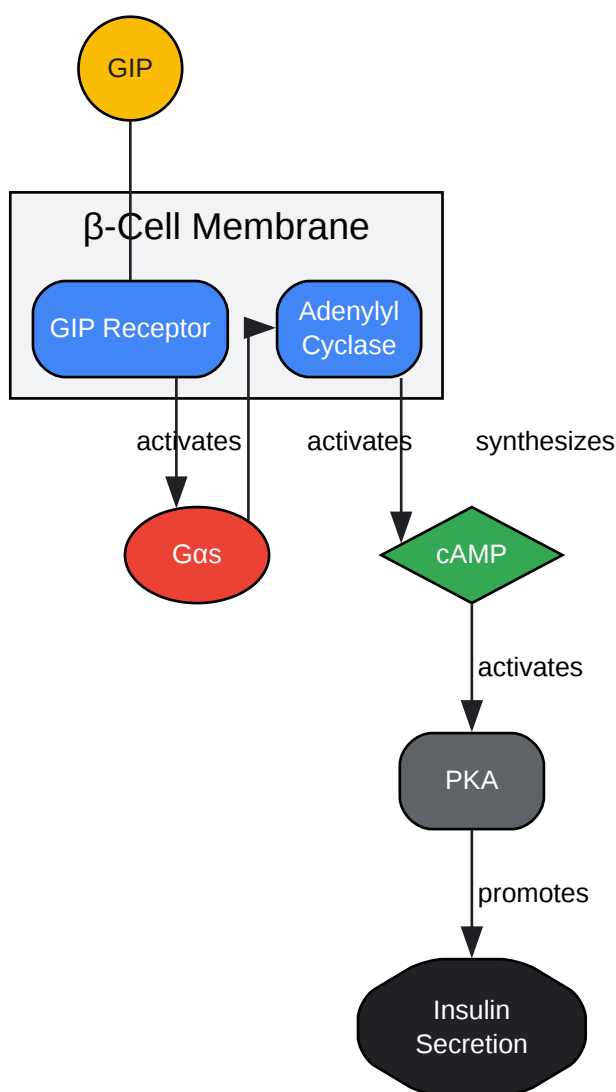 GIP
β-Cell Membrane
GIP Receptor
Adenylyl
Cyclase
activates
activates
synthesizes
Gαs
cAMP
activates
PKA
promotes
Insulin
Secretion